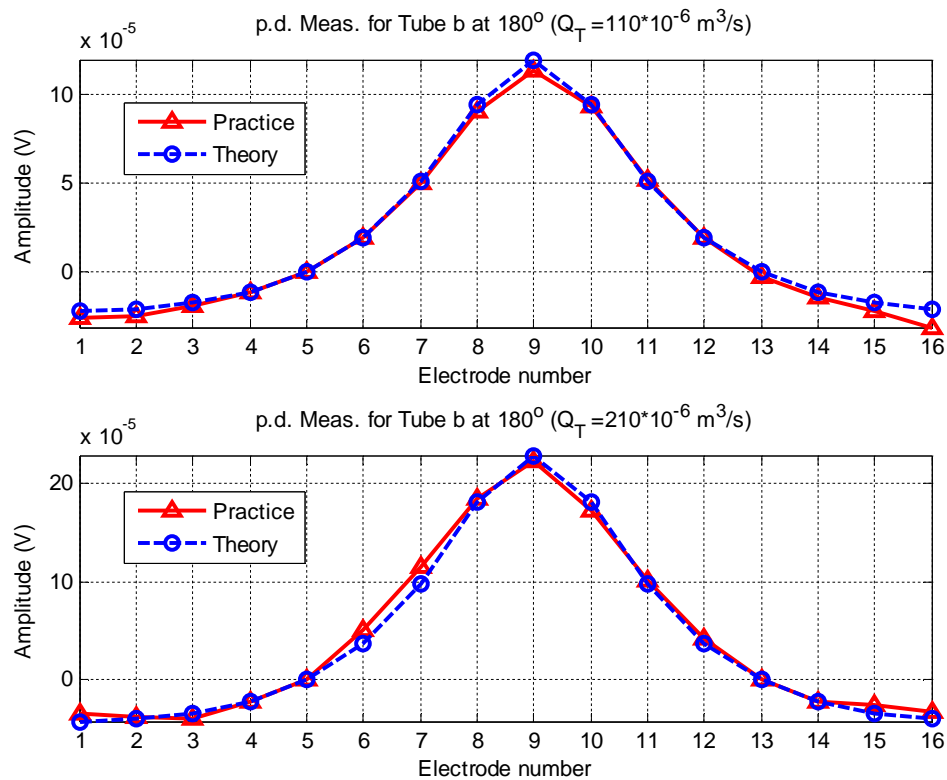 p.d. Meas. for Tube b at 180° (Q_T =110*10^-6 m^3/s)
x 10^-5
10
5
0
Amplitude (V)
Practice
Theory
1 2 3 4 5 6 7 8 9 10 11 12 13 14 15 16
Electrode number
p.d. Meas. for Tube b at 180° (Q_T =210*10^-6 m^3/s)
x 10^-5
20
10
0
Amplitude (V)
Practice
Theory
1 2 3 4 5 6 7 8 9 10 11 12 13 14 15 16
Electrode number